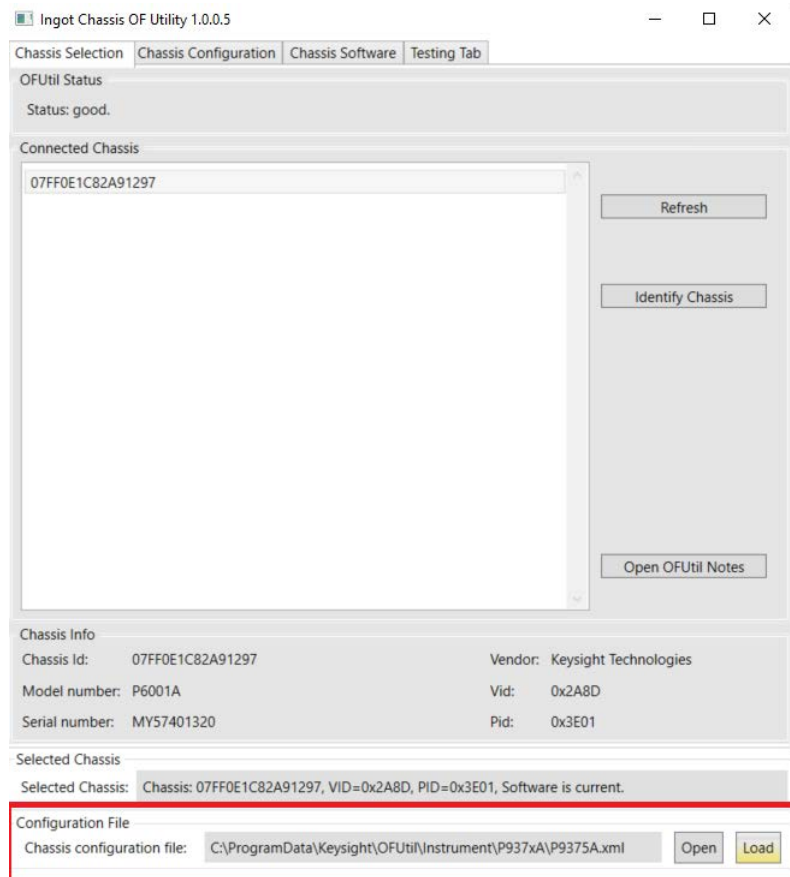 Ingot Chassis OF Utility 1.0.0.5
Chassis Selection Chassis Configuration Chassis Software Testing Tab
OFUtil Status
Status: good.
Connected Chassis
07FF0E1C82A91297
Refresh
Identify Chassis
Open OFUtil Notes
Chassis Info
Chassis Id: 07FF0E1C82A91297 Vendor: Keysight Technologies
Model number: P6001A Vid: 0x2A8D
Serial number: MY57401320 Pid: 0x3E01
Selected Chassis
Selected Chassis: Chassis: 07FF0E1C82A91297, VID=0x2A8D, PID=0x3E01, Software is current.
Configuration File
Chassis configuration file: C:\ProgramData\Keysight\OFUtil\Instrument\P937xA\P9375A.xml Open Load